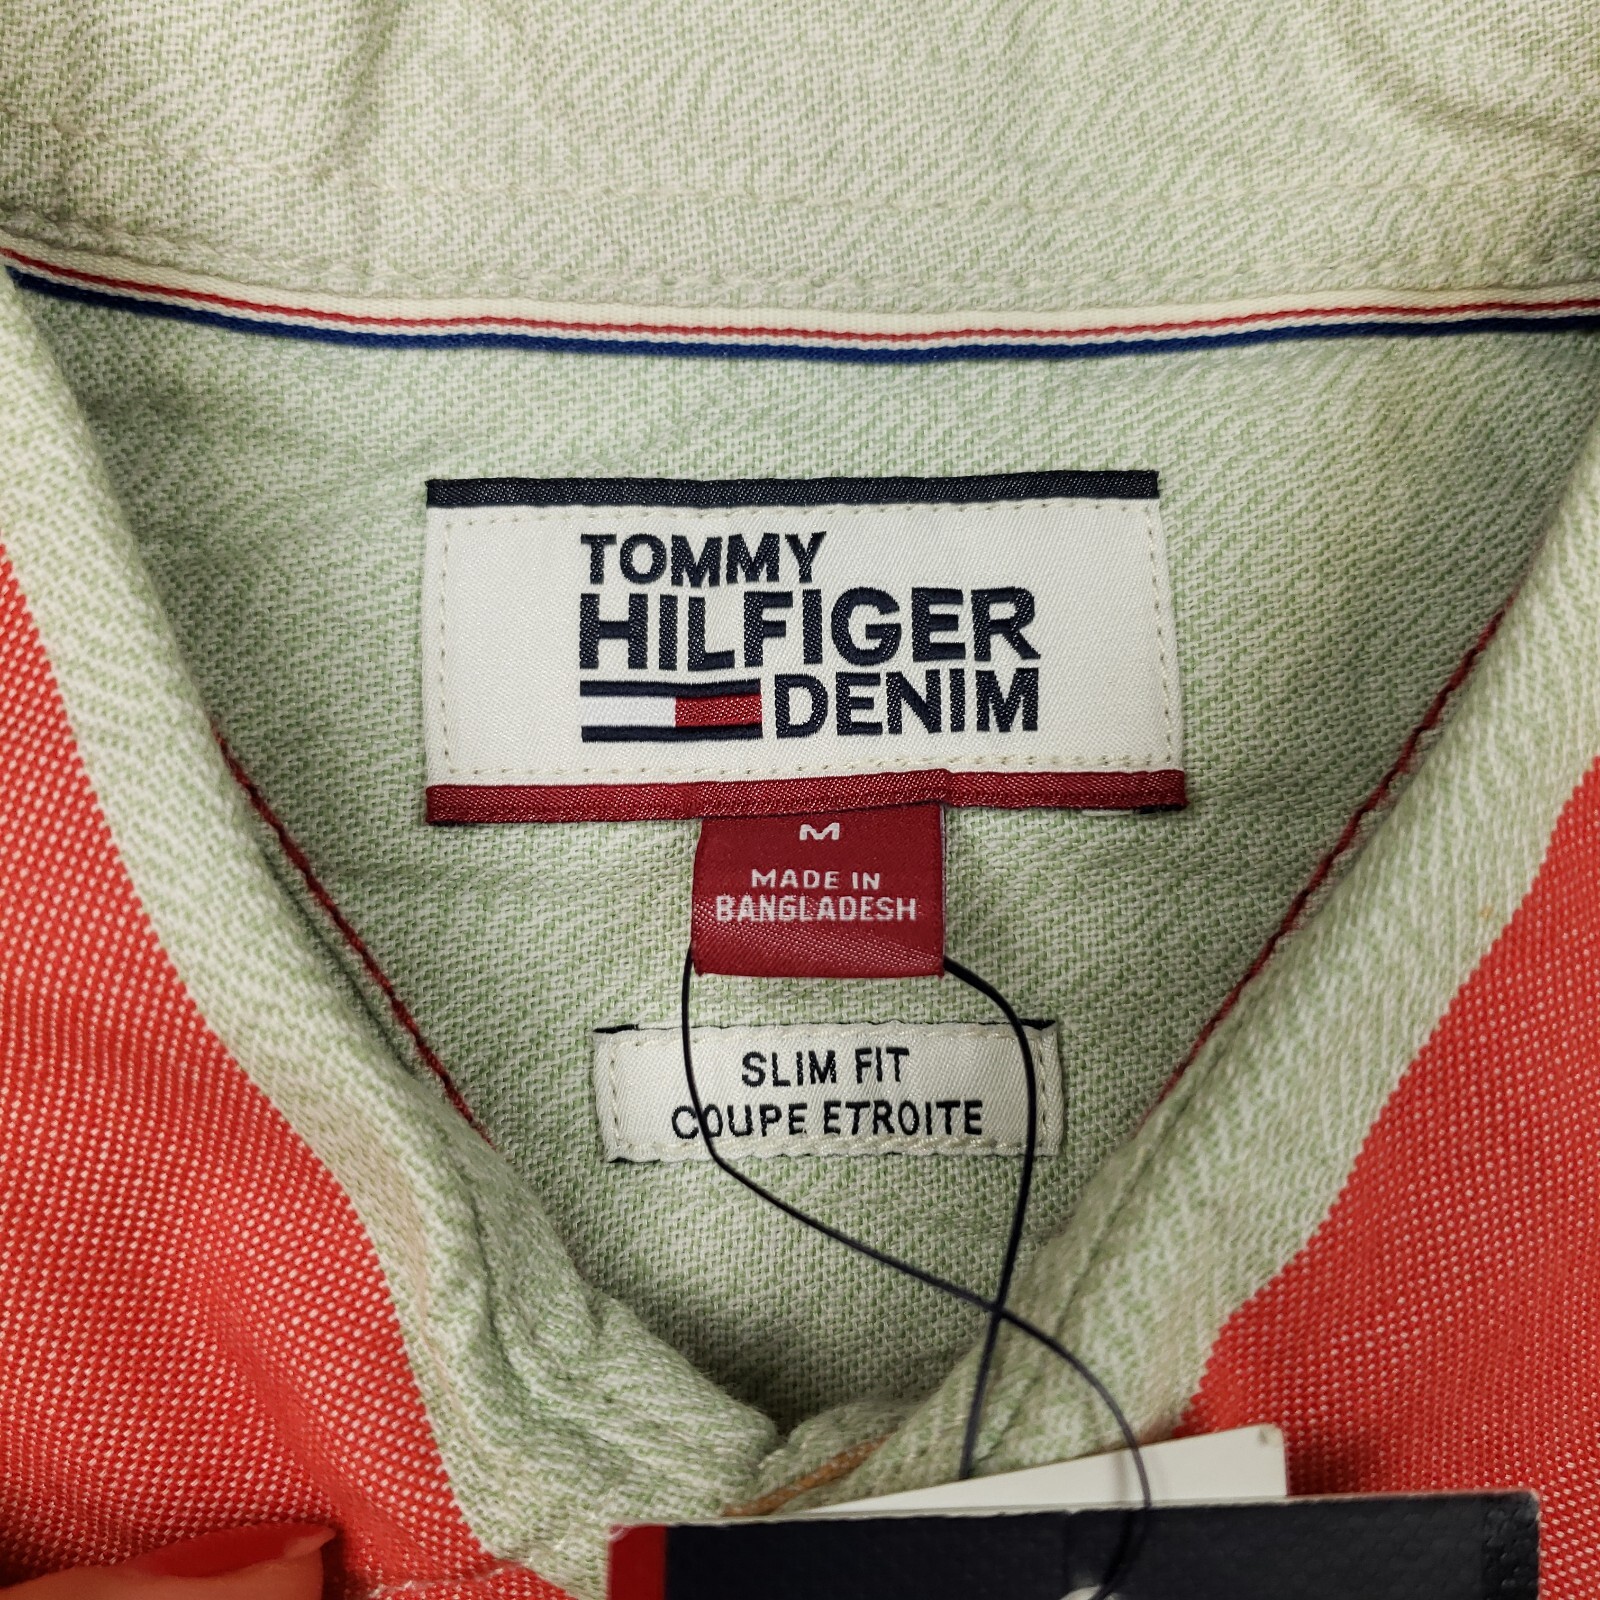 TOMMY
HILFIGER
DENIM
M
MADE IN
BANGLADESH
SLIM FIT
COUPE ETROITE